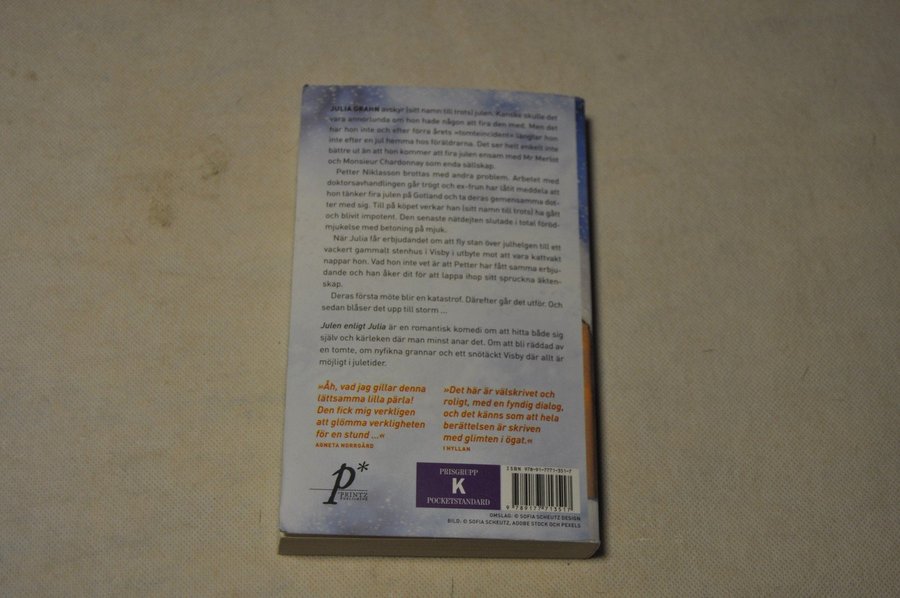 JULIA GRAHN avskyr (sitt namn till trots) julen. Kanske skulle det
vara annorlunda om hon hade någon att fira den med. Men det
har hon inte och efter förra årets »tomteincident« längtar hon
inte efter en jul hemma hos föräldrarna. Det ser helt enkelt inte
bättre ut än att hon kommer att fira julen ensam med Mr Merlot
och Monsieur Chardonnay som enda sällskap.
Petter Niklasson brottas med andra problem. Arbetet med
doktorsavhandlingen går trögt och ex-frun har låtit meddela att
hon tänker fira julen på Gotland och ta deras gemensamma dot-
ter med sig. Till på köpet verkar han (sitt namn till trots) ha gått
och blivit impotent. Den senaste nätdejten slutade i total föröd-
mjukelse med betoning på mjuk.
När Julia får erbjudandet om att fly stan över julhelgen till ett
vackert gammalt stenhus i Visby i utbyte mot att vara kattvakt
nappar hon. Vad hon inte vet är att Petter har fått samma erbju-
dande och han åker dit för att lappa ihop sitt spruckna äkten-
skap.
Deras första möte blir en katastrof. Därefter går det utför. Och
sedan blåser det upp till storm ...
Julen enligt Julia är en romantisk komedi om att hitta både sig
själv och kärleken där man minst anar det. Om att bli räddad av
en tomte, om nyfikna grannar och ett snötäckt Visby där allt är
möjligt i juletider.
»Åh, vad jag gillar denna
lättsamma lilla pärla!
Den fick mig verkligen
att glömma verkligheten
för en stund ...«
AGNETA NORRGÅRD
»Det här är välskrivet och
roligt, med en fyndig dialog,
och det känns som att hela
berättelsen är skriven
med glimten i ögat.«
I HYLLAN
p*
PRINTZ
PUBLISHING
PRISGRUPP
K
POCKETSTANDARD
ISBN 978-91-7771-351-7
9 789177 713517
OMSLAG: © SOFIA SCHEUTZ DESIGN
BILD: © SOFIA SCHEUTZ, ADOBE STOCK OCH PEXELS